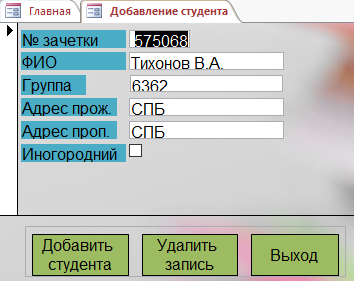 Главная Добавление студента
№ зачетки 575068
ФИО Тихонов В.А.
Группа 6362
Адрес прож. СПБ
Адрес проп. СПБ
Иногородний
Добавить студента
Удалить запись
Выход